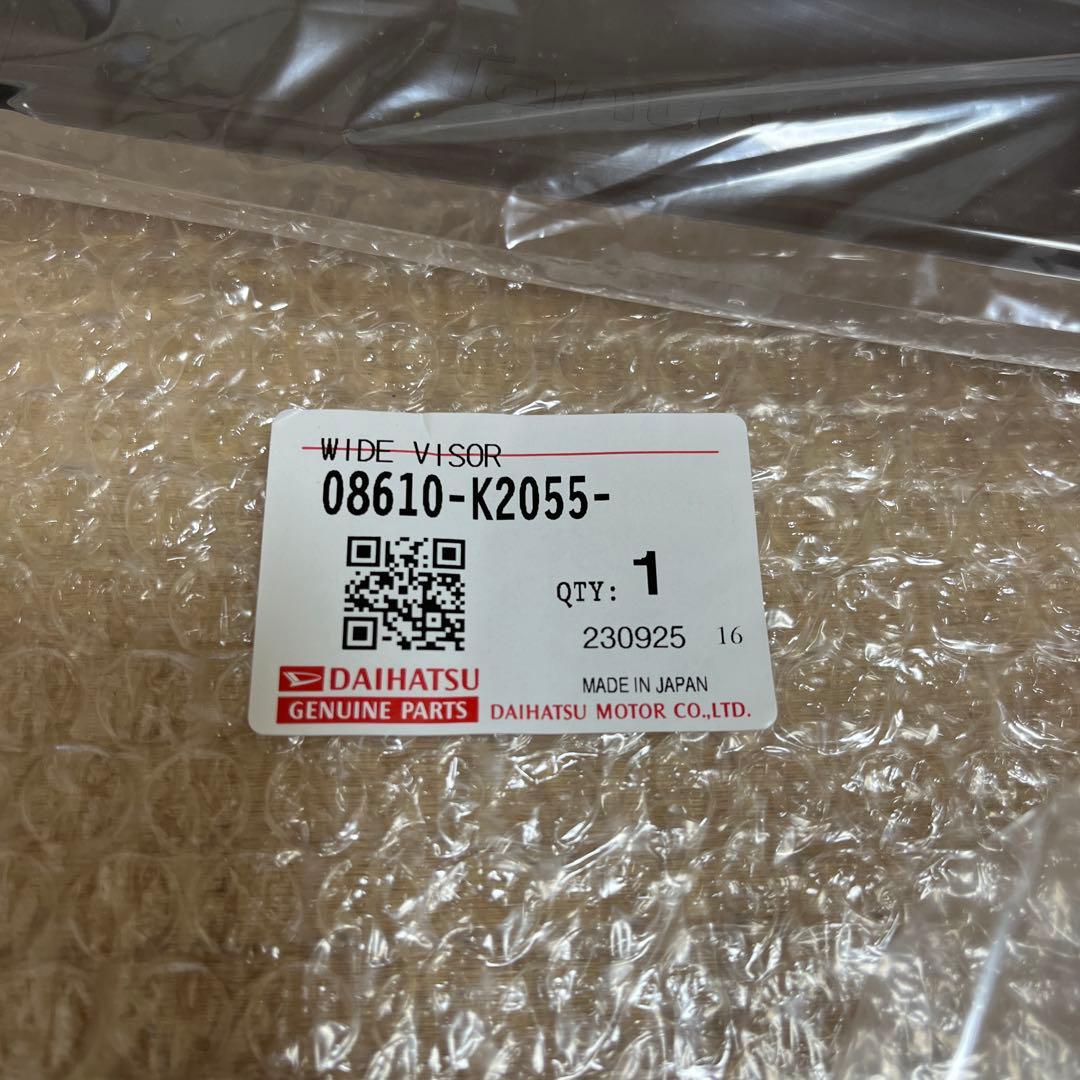 WIDE VISOR
08610-K2055-
QTY: 1
230925 16
DAIHATSU
MADE IN JAPAN
GENUINE PARTS
DAIHATSU MOTOR CO.,LTD.